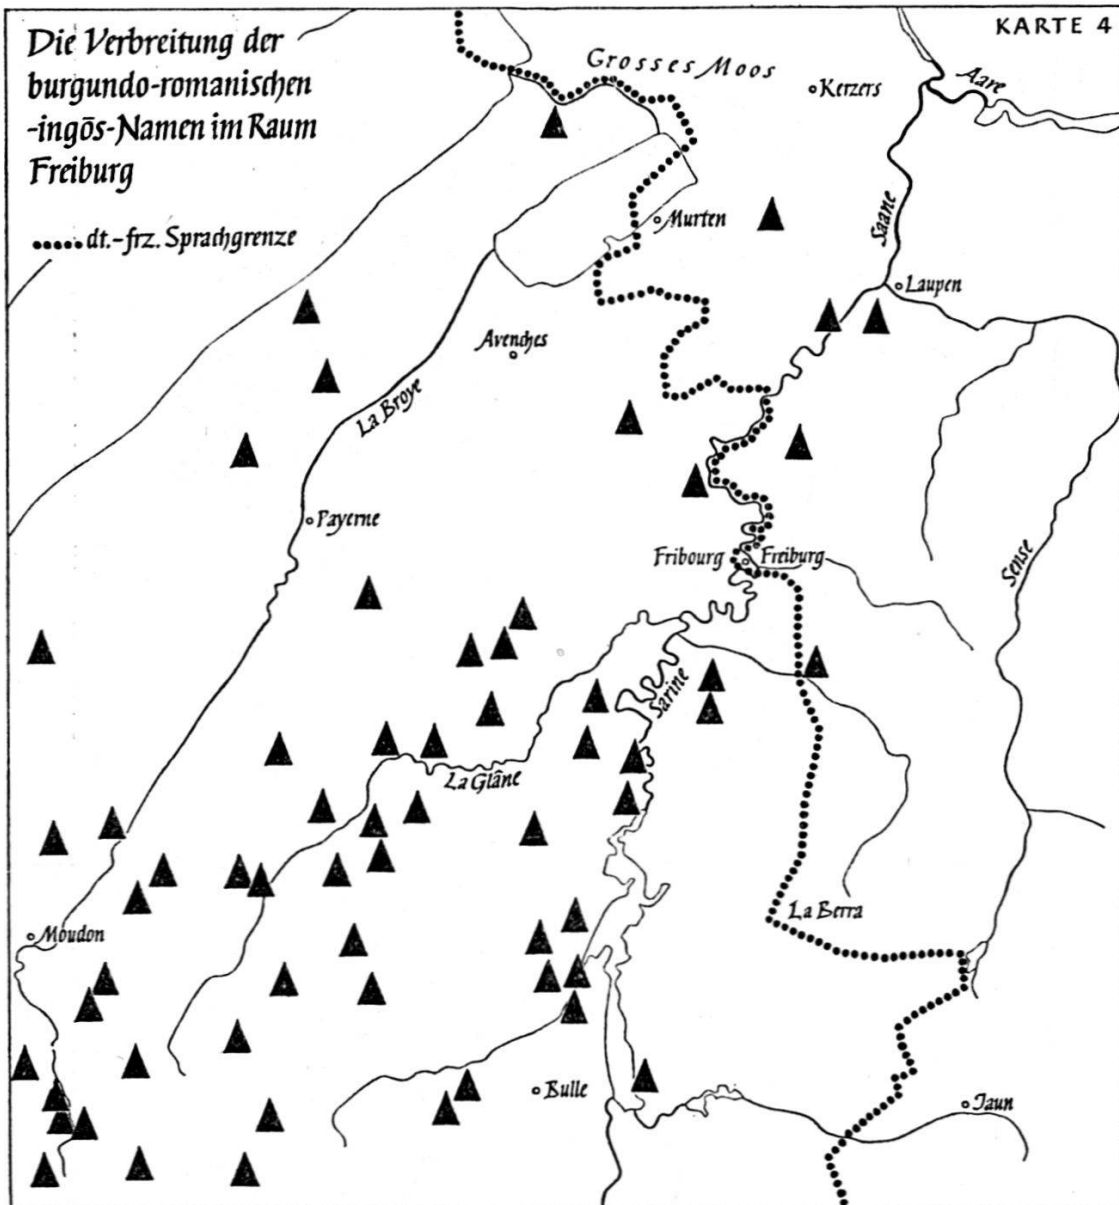 KARTE 4
Die Verbreitung der
burgundo-romanischen
-ingōs-Namen im Raum
Freiburg
dt.-frz. Sprachgrenze
Grosses Moos
Kerzers
Aare
Murten
Saane
Laupen
Avenches
La Broye
Payerne
Fribourg
Freiburg
Sense
Sarine
La Glâne
La Berra
Moudon
Bulle
Jaun